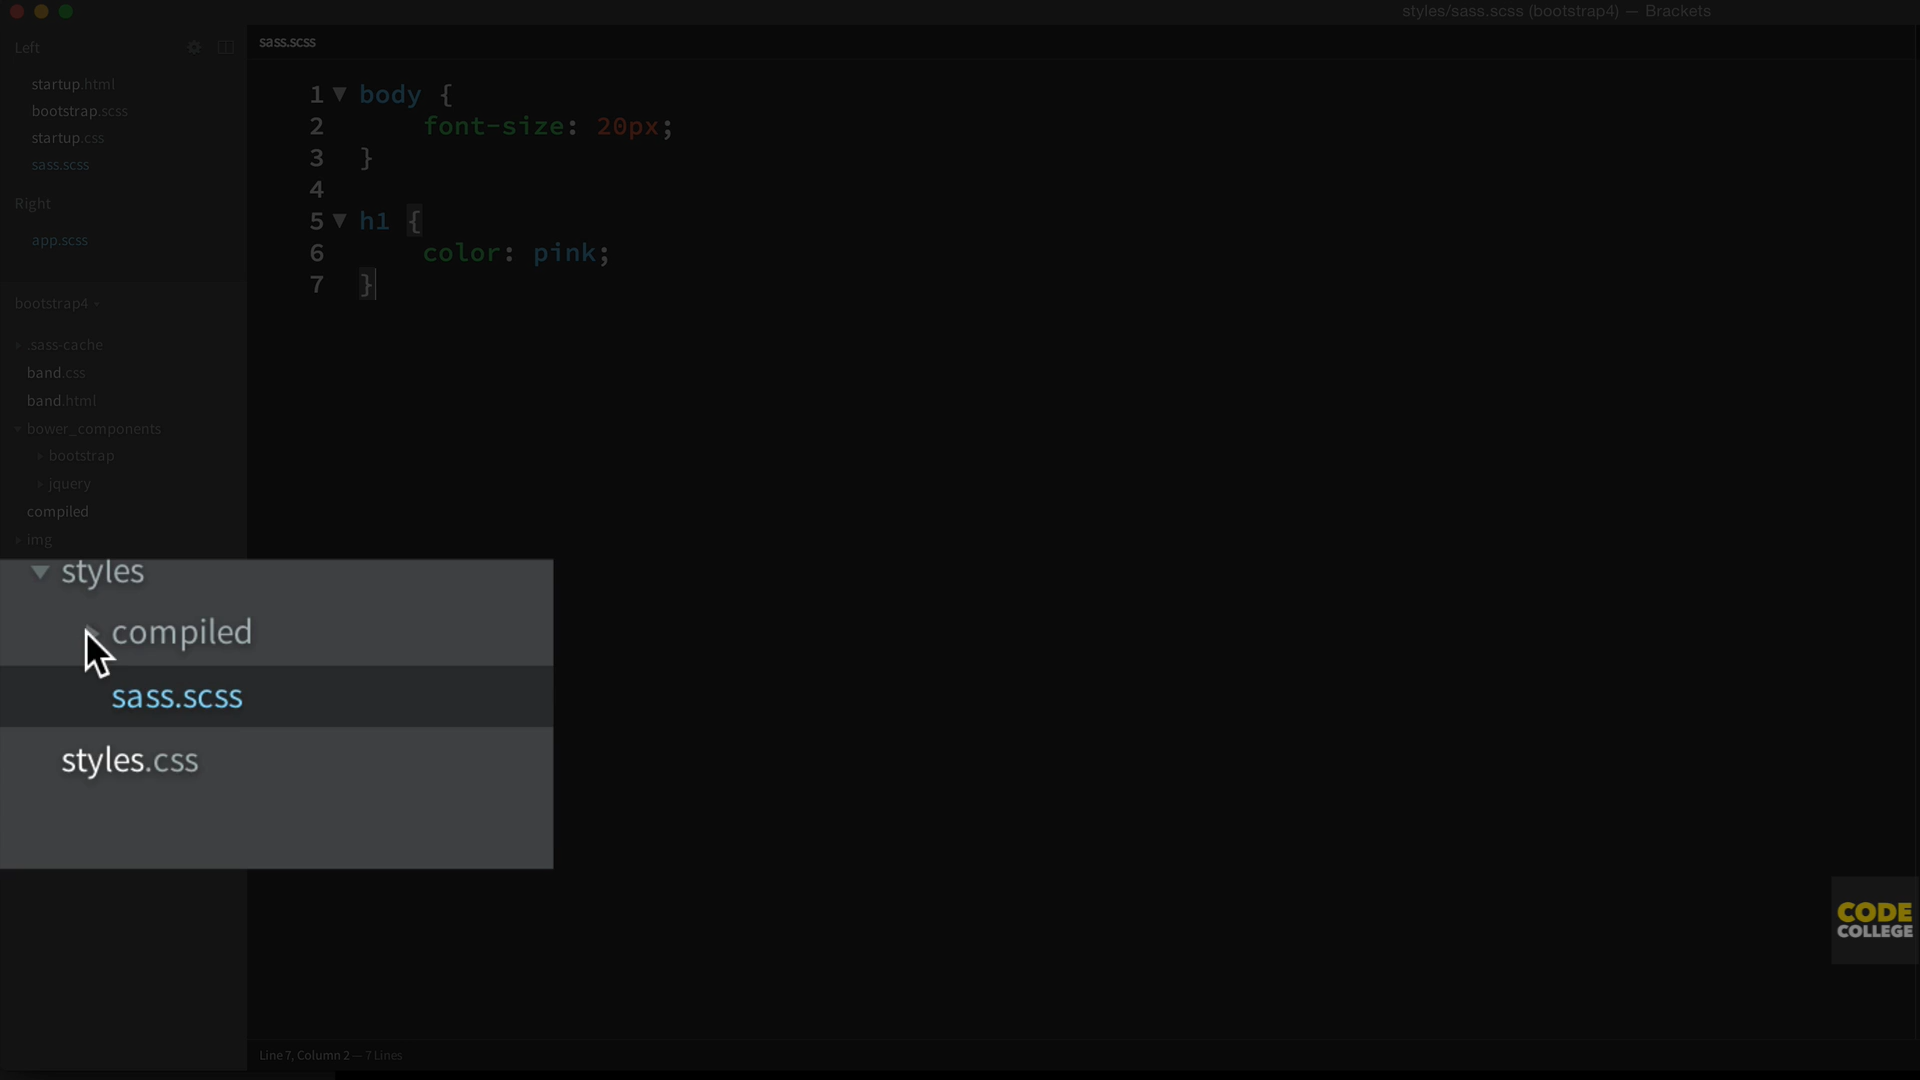 styles/sass.scss (bootstrap4) — Brackets
Left
startup.html
bootstrap.scss
startup.css
sass.scss
Right
app.scss
bootstrap4
.sass-cache
band.css
band.html
bower_components
bootstrap
jquery
compiled
img
styles
compiled
sass.scss
styles.css
sass.scss
1 body {
2 font-size: 20px;
3 }
4
5 h1 {
6 color: pink;
7 }
Line 7, Column 2 — 7 Lines
CODE
COLLEGE